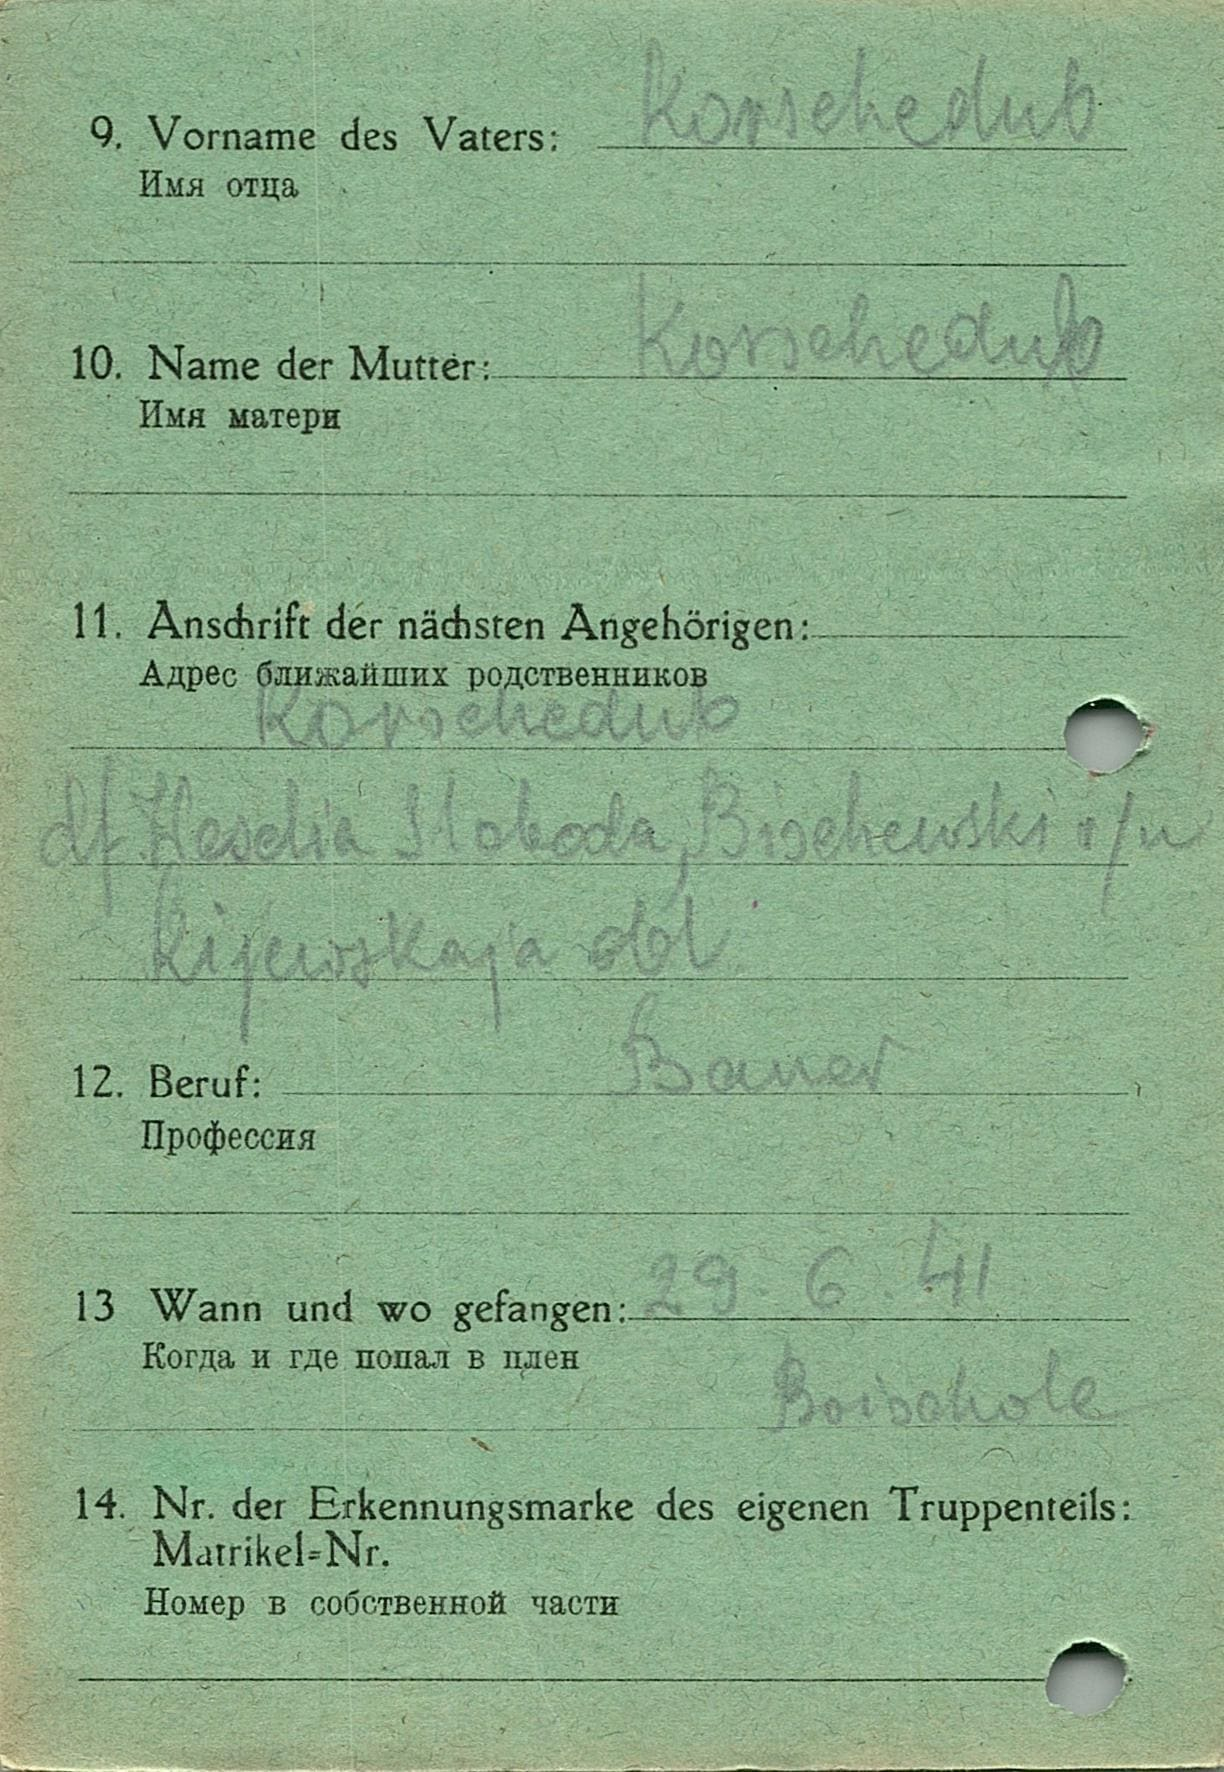 9. Vorname des Vaters: Korschedub
Имя отца
10. Name der Mutter: Korschedub
Имя матери
11. Anschrift der nächsten Angehörigen:
Адрес ближайших родственников
Korschedub
df. Sloboda, Bischewski r/n
Kijewskaja obl
12. Beruf: Bauer
Профессия
13 Wann und wo gefangen: 29. 6. 41
Когда и где попал в плен
14. Nr. der Erkennungsmarke des eigenen Truppenteils:
Matrikel=Nr.
Номер в собственной части